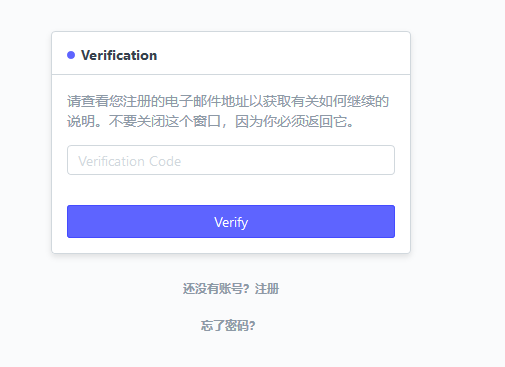 Verification
请查看您注册的电子邮件地址以获取有关如何继续的
说明。不要关闭这个窗口，因为你必须返回它。
Verification Code
Verify
还没有账号？注册
忘了密码？